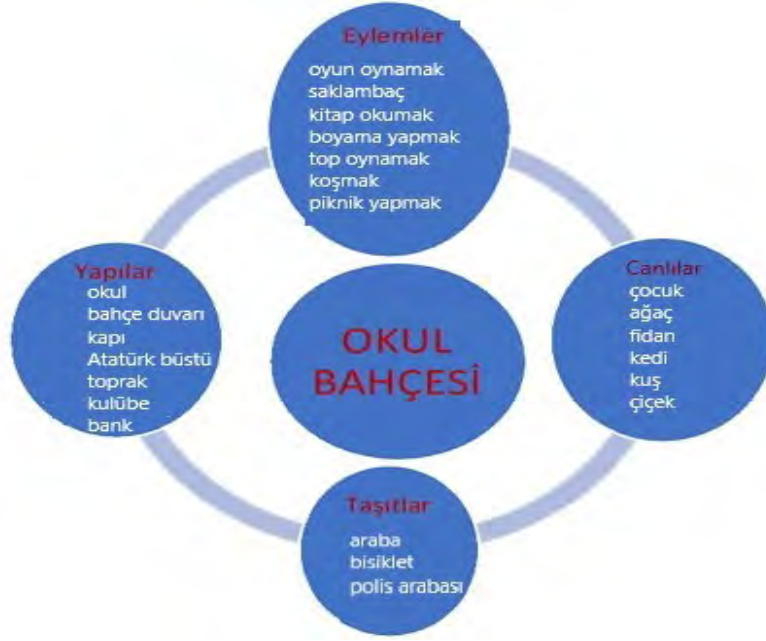 Eylemler
oyun oynamak
saklambaç
kitap okumak
boyama yapmak
top oynamak
koşmak
piknik yapmak
Yapılar
okul
bahçe duvarı
kapı
Atatürk büstü
toprak
kulübe
bank
OKUL
BAHÇESİ
Canlılar
çocuk
ağaç
fidan
kedi
kuş
çiçek
Taşıtlar
araba
bisiklet
polis arabası